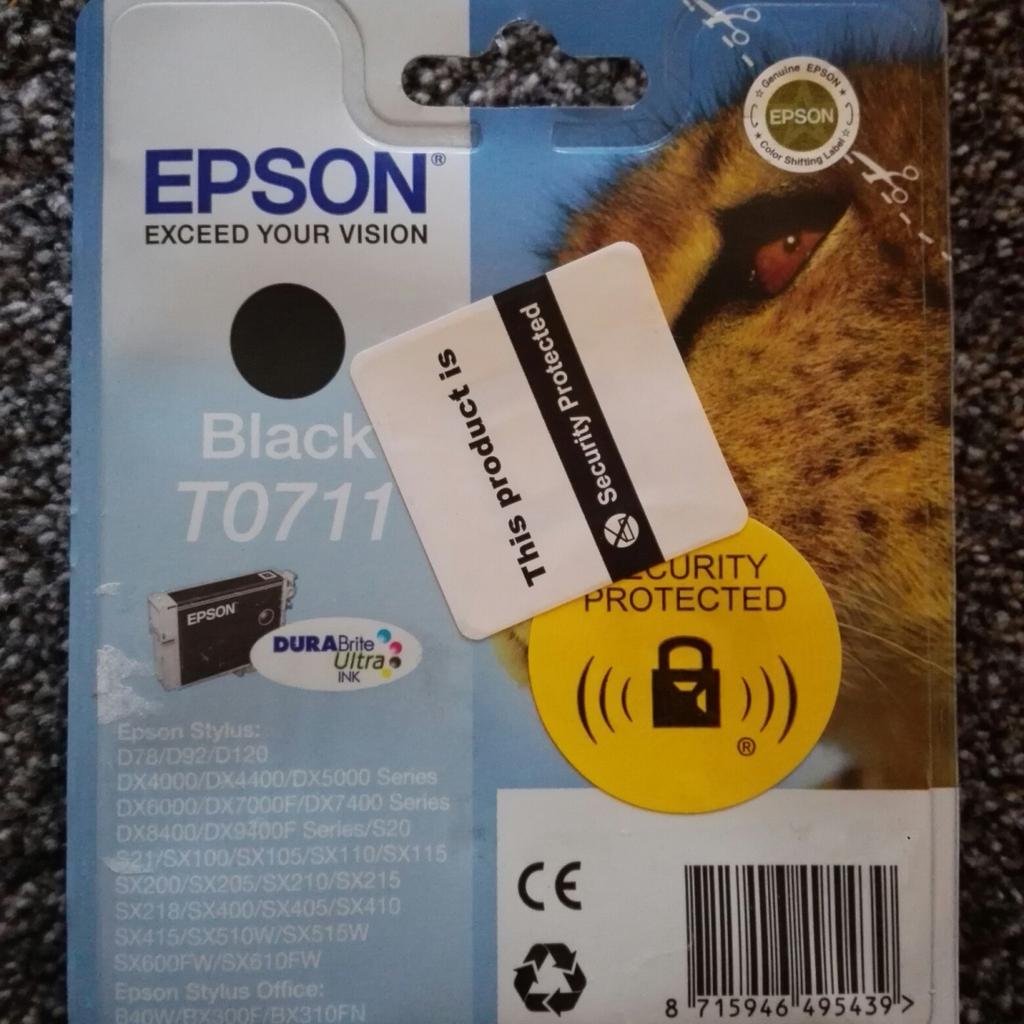 EPSON®
EXCEED YOUR VISION
Genuine EPSON
EPSON
Color Shifting Label
Black
T0711
This product is
Security Protected
SECURITY
PROTECTED
®
EPSON
DURABrite
Ultra
INK
Epson Stylus:
D78/D92/D120
DX4000/DX4400/DX5000 Series
DX6000/DX7000F/DX7400 Series
DX8400/DX9400F Series/S20
S21/SX100/SX105/SX110/SX115
SX200/SX205/SX210/SX215
SX218/SX400/SX405/SX410
SX415/SX510W/SX515W
SX600FW/SX610FW
Epson Stylus Office:
B40W/BX300F/BX310FN
CE
8 715946 495439 >